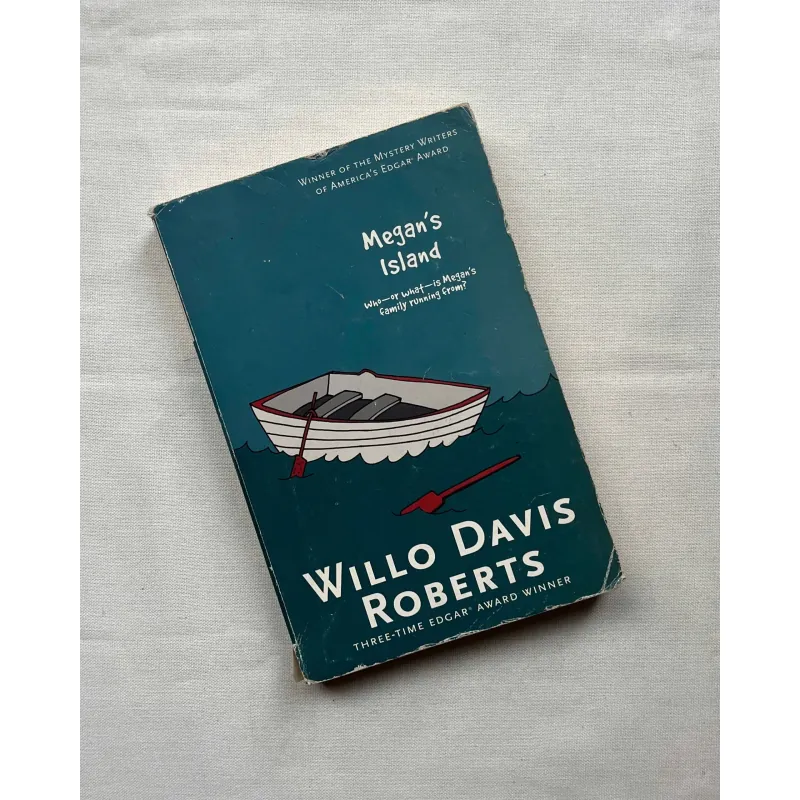 Winner of the Mystery Writers
of America's Edgar® Award
Megan's
Island
Who—or what—is Megan's
family running from?
Willo Davis
Roberts
Three-Time Edgar® Award Winner